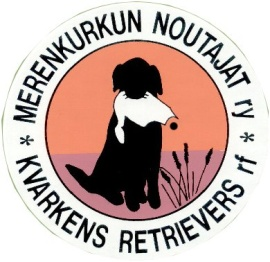 * MERENKURKUN NOUTAJAT ry *
KVARKENS RETRIEVERS rf